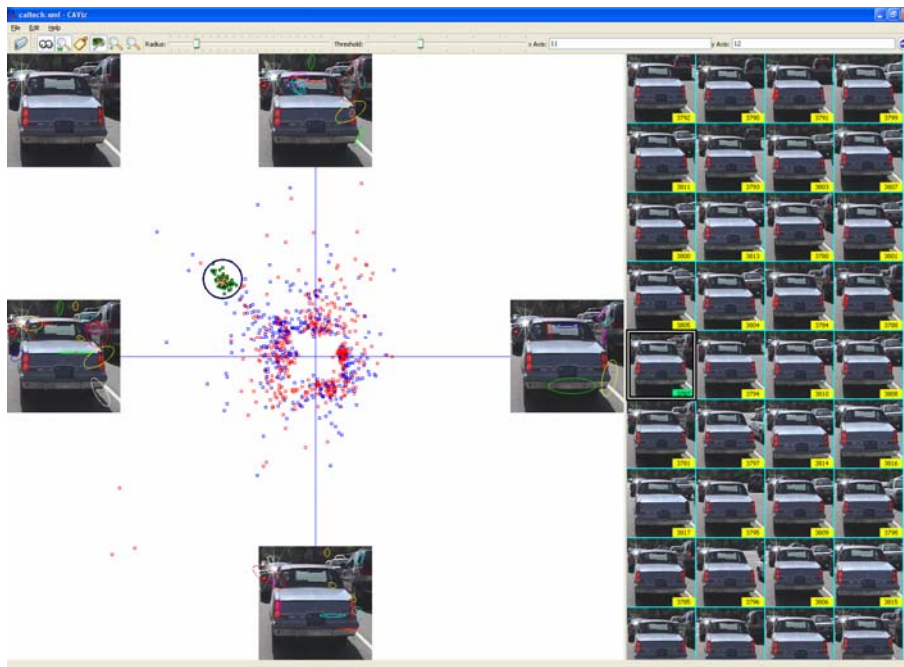 caltech.xml - CAViz
File Edit Help
Radius: Threshold: x Axis: 11 y Axis: 12
3792 3790 3791 3799
3811 3793 3803 3807
3800 3813 3780 3801
3805 3804 3784 3786
3794 3810 3808
3781 3797 3814 3816
3817 3795 3809 3798
3785 3796 3806 3815